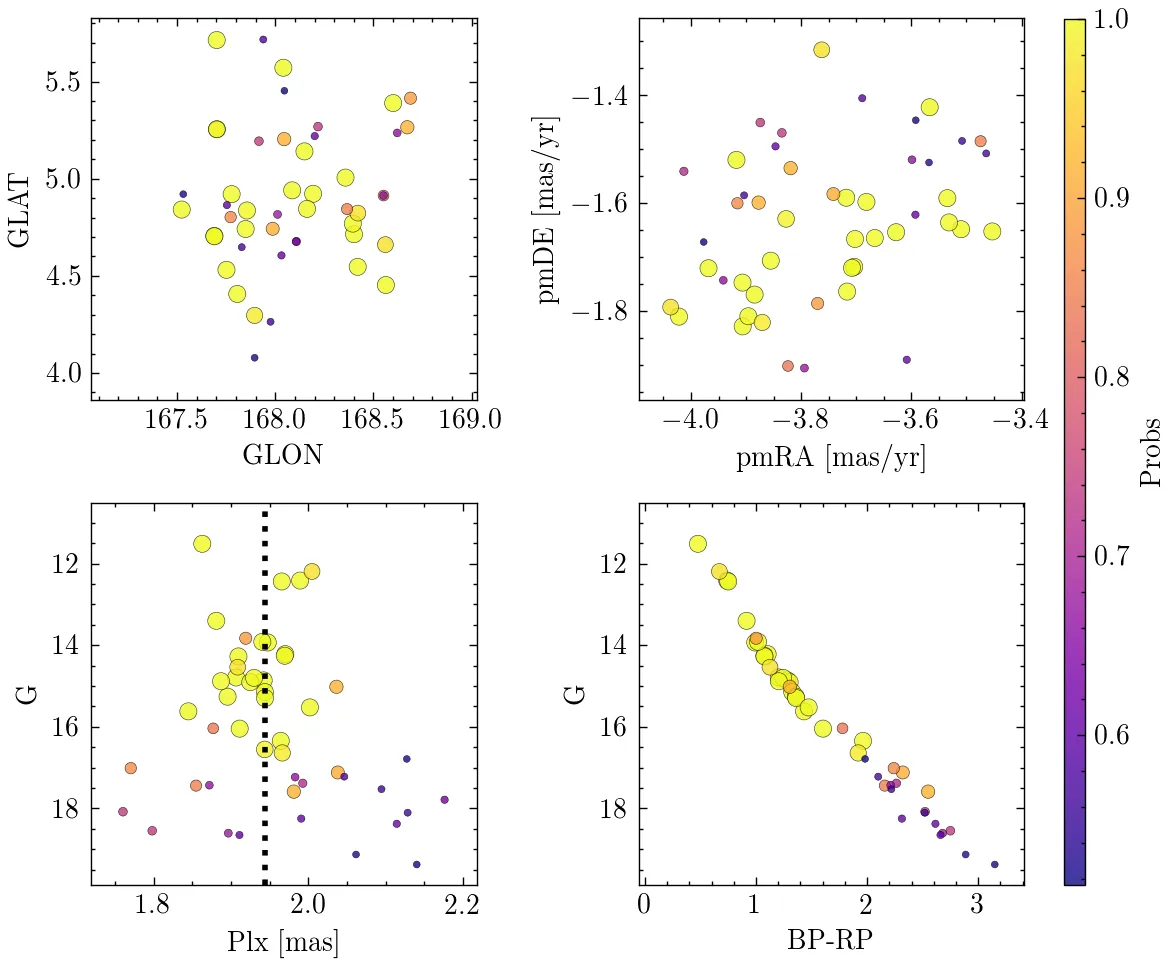 5.5
5.0
4.5
4.0
GLAT
167.5 168.0 168.5 169.0
GLON
−1.4
−1.6
−1.8
pmDE [mas/yr]
−4.0 −3.8 −3.6 −3.4
pmRA [mas/yr]
12
14
16
18
G
1.8 2.0 2.2
Plx [mas]
12
14
16
18
G
0 1 2 3
BP-RP
1.0
0.9
0.8
0.7
0.6
Probs